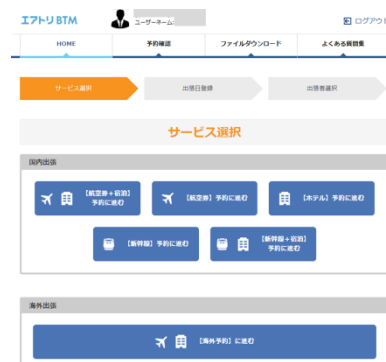 エアトリBTM
ユーザーネーム:
ログアウト
HOME
予約確認
ファイルダウンロード
よくある質問集
サービス選択
出張日登録
出張者選択
サービス選択
国内出張
【航空券+宿泊】
予約に進む
【航空券】予約に進む
【ホテル】予約に進む
【新幹線】予約に進む
【新幹線+宿泊】
予約に進む
海外出張
【海外予約】に進む